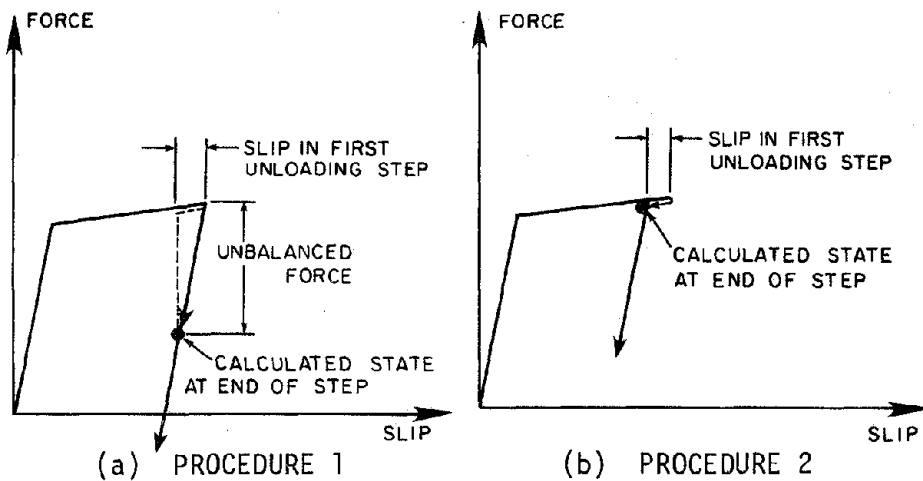 FORCE
SLIP IN FIRST
UNLOADING STEP
UNBALANCED
FORCE
CALCULATED STATE
AT END OF STEP
SLIP
(a) PROCEDURE 1
FORCE
SLIP IN FIRST
UNLOADING STEP
CALCULATED STATE
AT END OF STEP
SLIP
(b) PROCEDURE 2